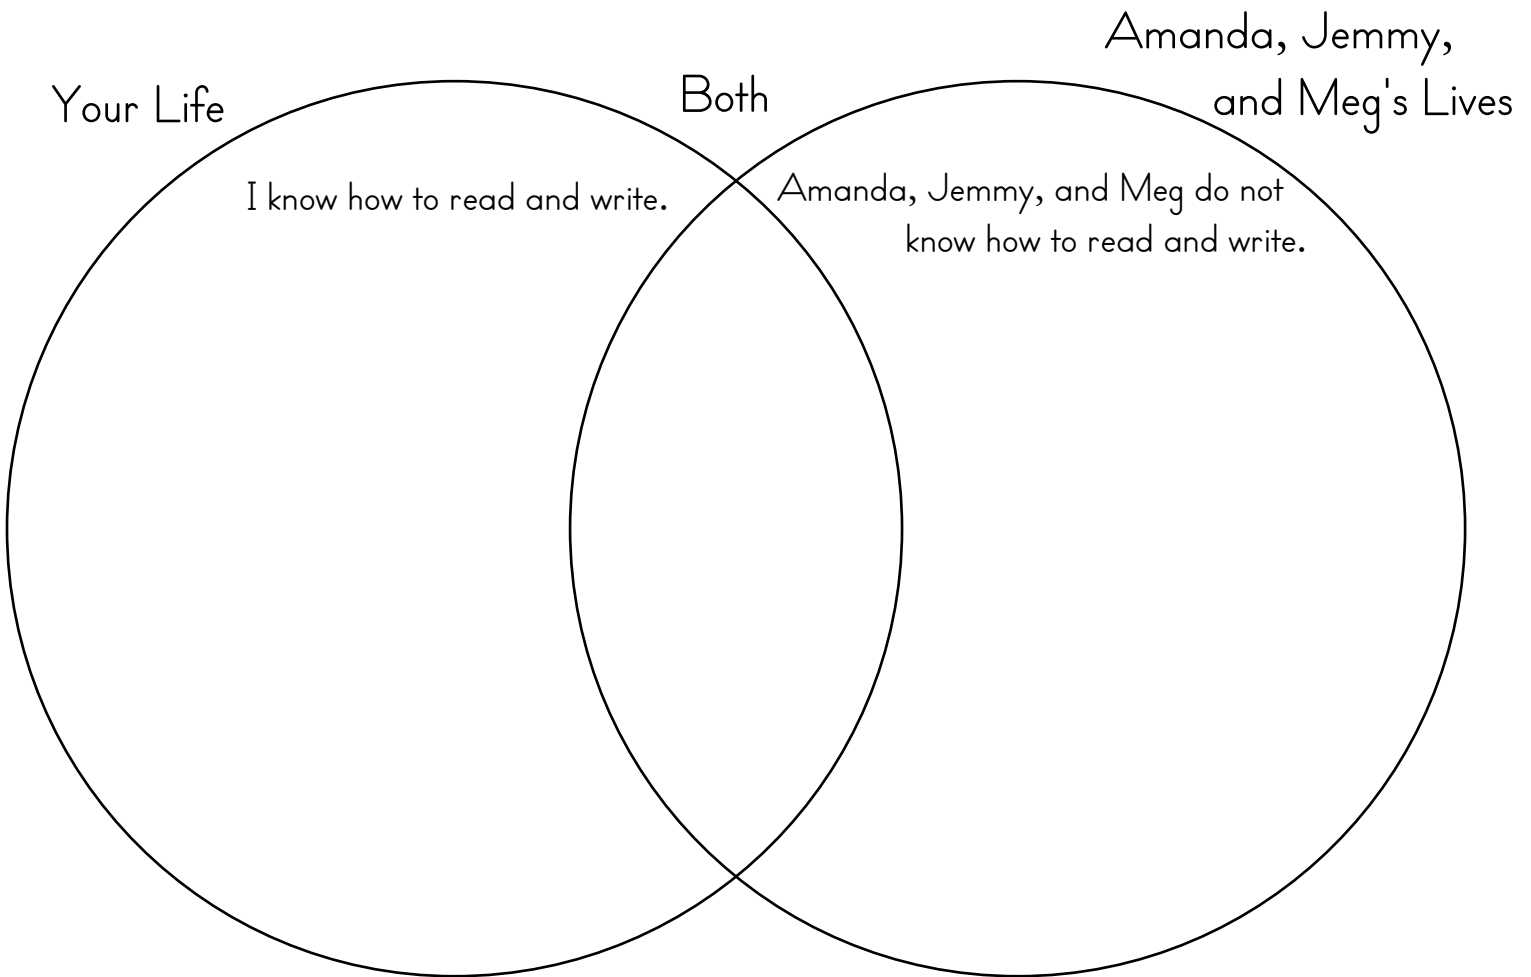 Your Life
Both
Amanda, Jemmy,
and Meg's Lives
I know how to read and write.
Amanda, Jemmy, and Meg do not
know how to read and write.